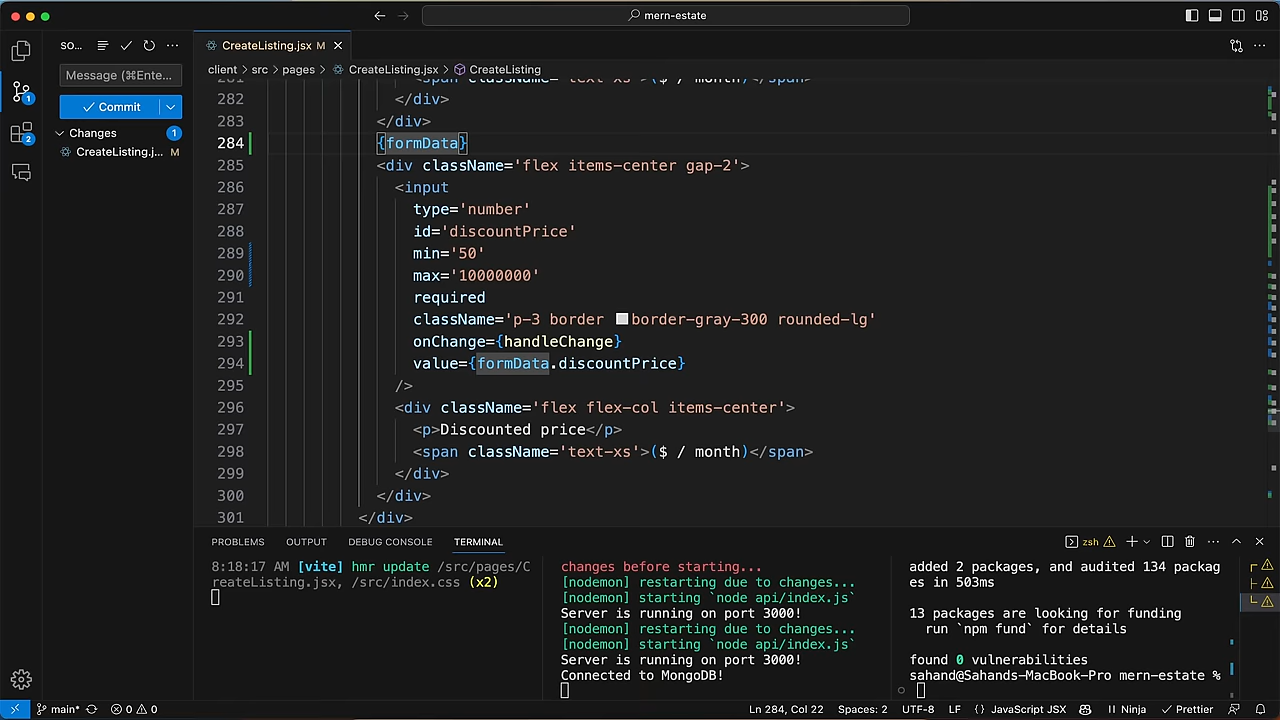 mern-estate
SO...
Message (⌘Ente...
Commit
Changes
1
CreateListing.j... M
1
2
CreateListing.jsx M
client > src > pages > CreateListing.jsx > CreateListing
281 <span className='text-xs'>($ / month)</span>
282 </div>
283 </div>
284 {formData}
285 <div className='flex items-center gap-2'>
286 <input
287 type='number'
288 id='discountPrice'
289 min='50'
290 max='10000000'
291 required
292 className='p-3 border border-gray-300 rounded-lg'
293 onChange={handleChange}
294 value={formData.discountPrice}
295 />
296 <div className='flex flex-col items-center'>
297 <p>Discounted price</p>
298 <span className='text-xs'>($ / month)</span>
299 </div>
300 </div>
301 </div>
PROBLEMS OUTPUT DEBUG CONSOLE TERMINAL
zsh
8:18:17 AM [vite] hmr update /src/pages/C
reateListing.jsx, /src/index.css (x2)
changes before starting...
[nodemon] restarting due to changes...
[nodemon] starting `node api/index.js`
Server is running on port 3000!
[nodemon] restarting due to changes...
[nodemon] starting `node api/index.js`
Server is running on port 3000!
Connected to MongoDB!
added 2 packages, and audited 134 packag
es in 503ms
13 packages are looking for funding
run `npm fund` for details
found 0 vulnerabilities
sahand@Sahands-MacBook-Pro mern-estate %
main* 0 0 Ln 284, Col 22 Spaces: 2 UTF-8 LF {} JavaScript JSX Ninja Prettier